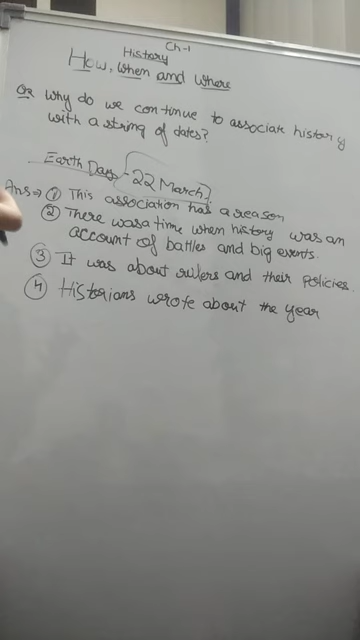 Ch-1
History
How, When and Where
Q2 Why do we continue to associate history
with a string of dates?
Earth Day - 22 March?
Ans ⇒ ① This association has a reason
② There was a time when history was an
account of battles and big events.
③ It was about rulers and their policies.
④ Historians wrote about the year